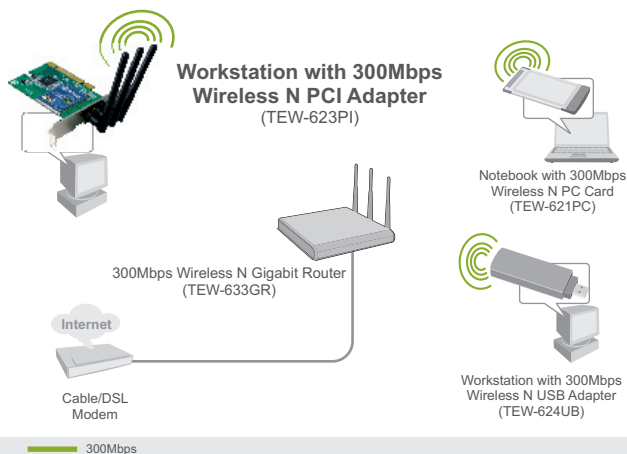 Workstation with 300Mbps
Wireless N PCI Adapter
(TEW-623PI)
Notebook with 300Mbps
Wireless N PC Card
(TEW-621PC)
300Mbps Wireless N Gigabit Router
(TEW-633GR)
Internet
Cable/DSL
Modem
Workstation with 300Mbps
Wireless N USB Adapter
(TEW-624UB)
300Mbps